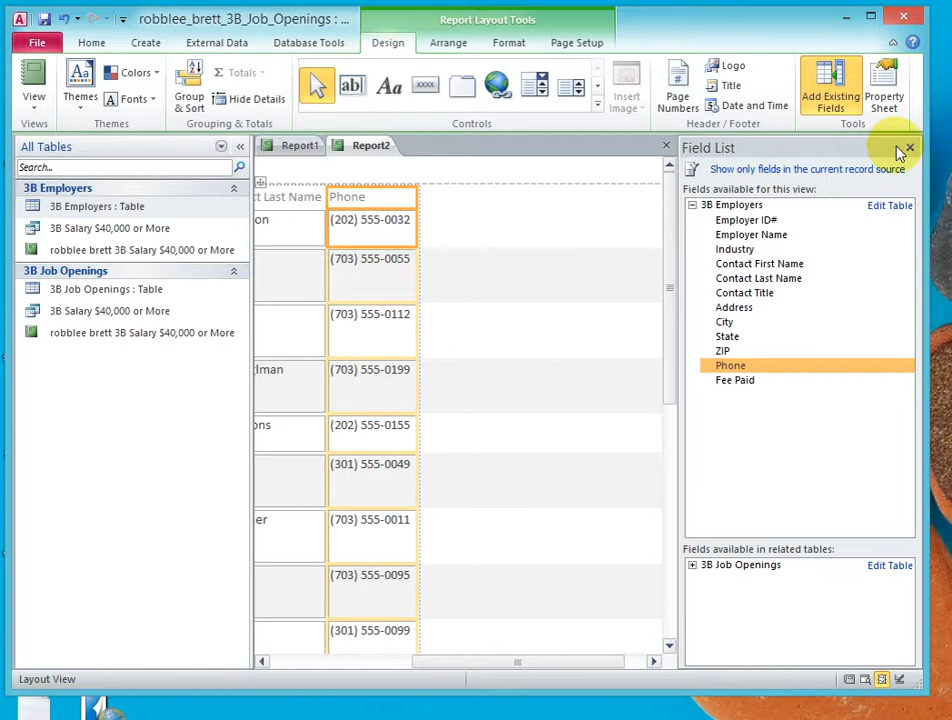 robblee_brett_3B_Job_Openings : ...
Report Layout Tools
File
Home
Create
External Data
Database Tools
Design
Arrange
Format
Page Setup
View
Themes
Aa
Colors
A Fonts
Group
& Sort
Σ Totals
Hide Details
ab|
Aa
xxxx
Insert
Image
Page
Numbers
Logo
Title
Date and Time
Add Existing
Fields
Property
Sheet
Views
Themes
Grouping & Totals
Controls
Header / Footer
Tools
All Tables
Search...
3B Employers
3B Employers : Table
3B Salary $40,000 or More
robblee brett 3B Salary $40,000 or More
3B Job Openings
3B Job Openings : Table
3B Salary $40,000 or More
robblee brett 3B Salary $40,000 or More
Report1
Report2
ct Last Name
Phone
on
(202) 555-0032
(703) 555-0055
(703) 555-0112
lman
(703) 555-0199
ons
(202) 555-0155
(301) 555-0049
er
(703) 555-0011
(703) 555-0095
(301) 555-0099
Field List
Show only fields in the current record source
Fields available for this view:
3B Employers
Edit Table
Employer ID#
Employer Name
Industry
Contact First Name
Contact Last Name
Contact Title
Address
City
State
ZIP
Phone
Fee Paid
Fields available in related tables:
3B Job Openings
Edit Table
Layout View